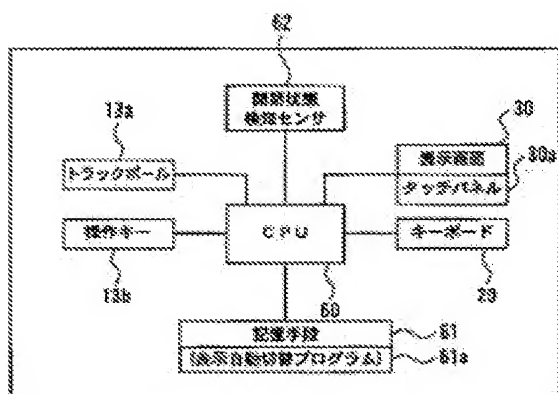 62
開閉状態
検出センサ
13a
30
トラックボール
表示画面
30a
タッチパネル
操作キー
CPU
キーボード
13b
60
29
記憶手段
61
(表示自動切替プログラム)
61a